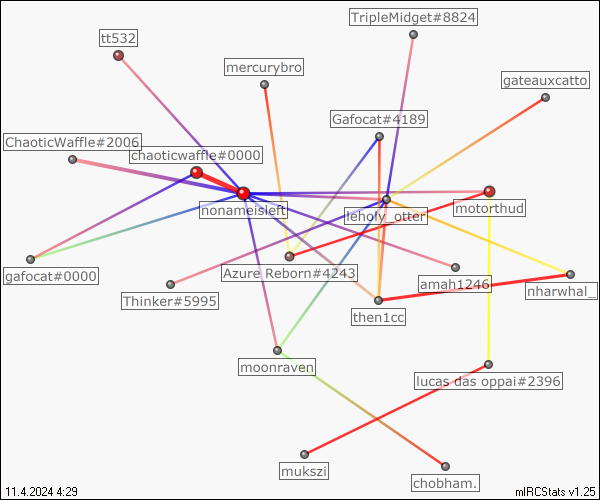 TripleMidget#8824
tt532
mercurybro
gateauxcatto
Gafocat#4189
ChaoticWaffle#2006
chaoticwaffle#0000
nonameisleft
leholy_otter
motorthud
gafocat#0000
Azure Reborn#4243
amah1246
Thinker#5995
nharwhal_
then1cc
moonraven
lucas das oppai#2396
mukszi
chobham.
11.4.2024 4:29
mIRCStats v1.25